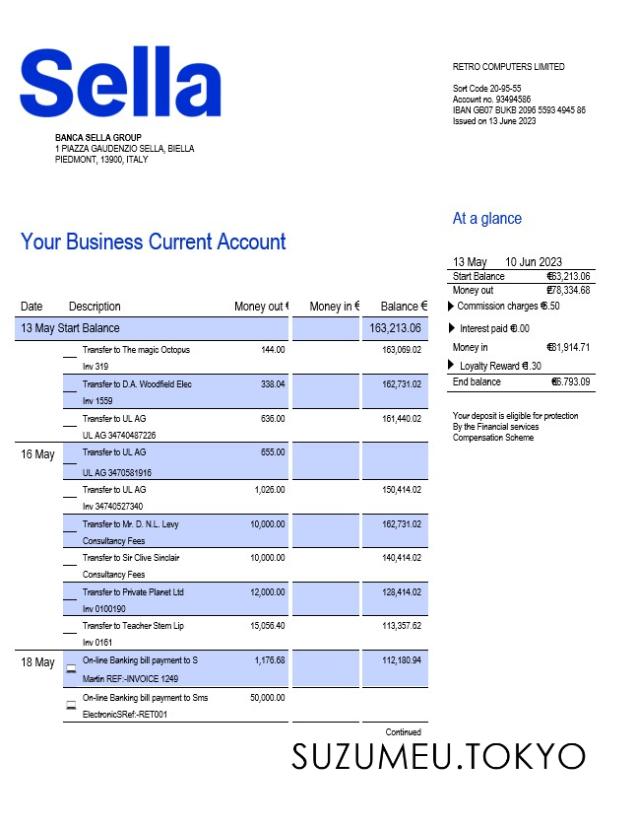 Sella
RETRO COMPUTERS LIMITED
Sort Code 20-95-55
Account no. 93494586
IBAN GB07 BUKB 2096 5593 4945 86
Issued on 13 June 2023
BANCA SELLA GROUP
1 PIAZZA GAUDENZIO SELLA, BIELLA
PIEDMONT, 13900, ITALY
At a glance
Your Business Current Account
13 May 10 Jun 2023
Start Balance €63,213.06
Money out €78,334.68
Commission charges €6.50
Interest paid €0.00
Money in €81,914.71
Loyalty Reward €1.30
End balance €6.793.09
Your deposit is eligible for protection
By the Financial services
Compensation Scheme
Date Description Money out € Money in € Balance €
13 May Start Balance 163,213.06
Transfer to The magic Octopus 144.00 163,069.02
Inv 319
Transfer to D.A. Woodfield Elec 338.04 162,731.02
Inv 1559
Transfer to UL AG 636.00 161,440.02
UL AG 34740487226
16 May Transfer to UL AG 655.00
UL AG 3470581916
Transfer to UL AG 1,026.00 150,414.02
Inv 34740527340
Transfer to Mr. D. N.L. Levy 10,000.00 162,731.02
Consultancy Fees
Transfer to Sir Clive Sinclair 10,000.00 140,414.02
Consultancy Fees
Transfer to Private Planet Ltd 12,000.00 128,414.02
Inv 0100190
Transfer to Teacher Stem Lip 15,056.40 113,357.62
Inv 0161
18 May On-line Banking bill payment to S 1,176.68 112,180.94
Martin REF:-INVOICE 1249
On-line Banking bill payment to Sms 50,000.00
ElectronicSRef:-RET001
Continued
SUZUMEU.TOKYO